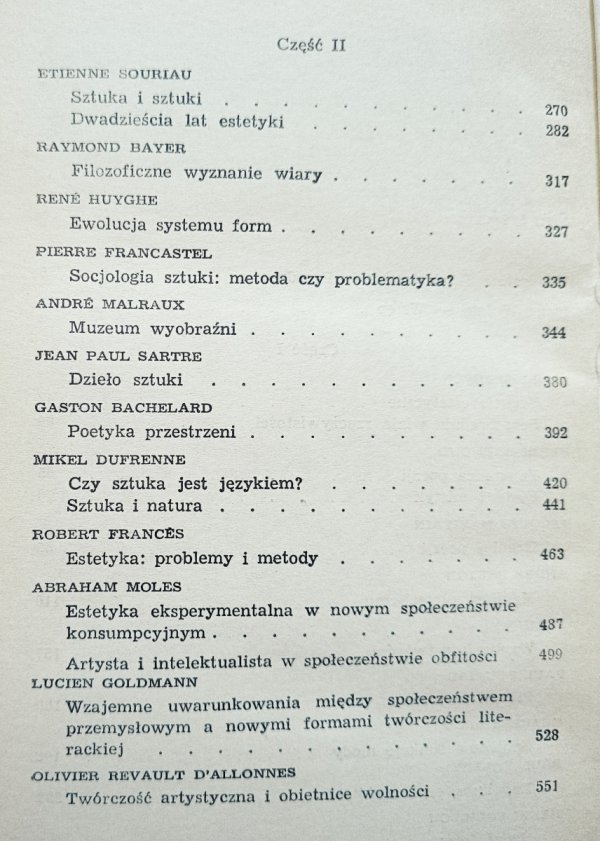 Część II
ETIENNE SOURIAU
Sztuka i sztuki . . . . . . . . . . 270
Dwadzieścia lat estetyki . . . . . . . 282
RAYMOND BAYER
Filozoficzne wyznanie wiary . . . . . . . 317
RENÉ HUYGHE
Ewolucja systemu form . . . . . . . . 327
PIERRE FRANCASTEL
Socjologia sztuki: metoda czy problematyka? . . 335
ANDRÉ MALRAUX
Muzeum wyobraźni . . . . . . . . . . 344
JEAN PAUL SARTRE
Dzieło sztuki . . . . . . . . . . . 380
GASTON BACHELARD
Poetyka przestrzeni . . . . . . . . . . 392
MIKEL DUFRENNE
Czy sztuka jest językiem? . . . . . . . 420
Sztuka i natura . . . . . . . . . . . 441
ROBERT FRANCÈS
Estetyka: problemy i metody . . . . . . . 463
ABRAHAM MOLES
Estetyka eksperymentalna w nowym społeczeństwie
konsumpcyjnym . . . . . . . . . . . 487
Artysta i intelektualista w społeczeństwie obfitości 499
LUCIEN GOLDMANN
Wzajemne uwarunkowania między społeczeństwem
przemysłowym a nowymi formami twórczości lite-
rackiej . . . . . . . . . . . . 528
OLIVIER REVAULT D'ALLONNES
Twórczość artystyczna i obietnice wolności . . . 551